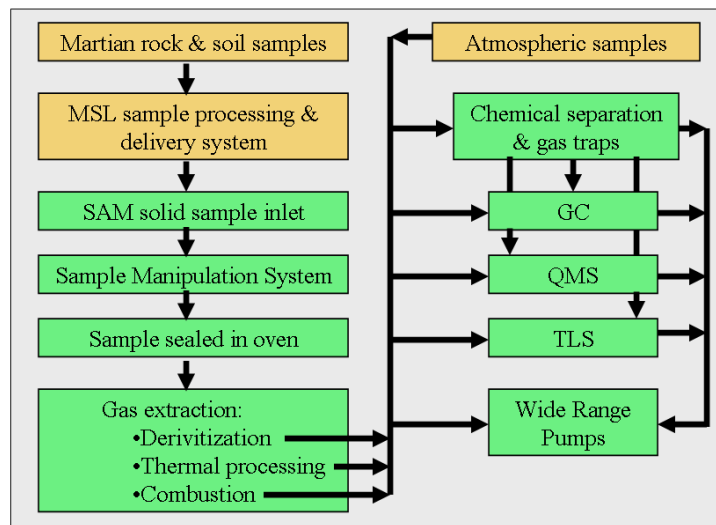 Martian rock & soil samples
MSL sample processing &
delivery system
SAM solid sample inlet
Sample Manipulation System
Sample sealed in oven
Gas extraction:
•Derivitization
•Thermal processing
•Combustion
Atmospheric samples
Chemical separation
& gas traps
GC
QMS
TLS
Wide Range
Pumps